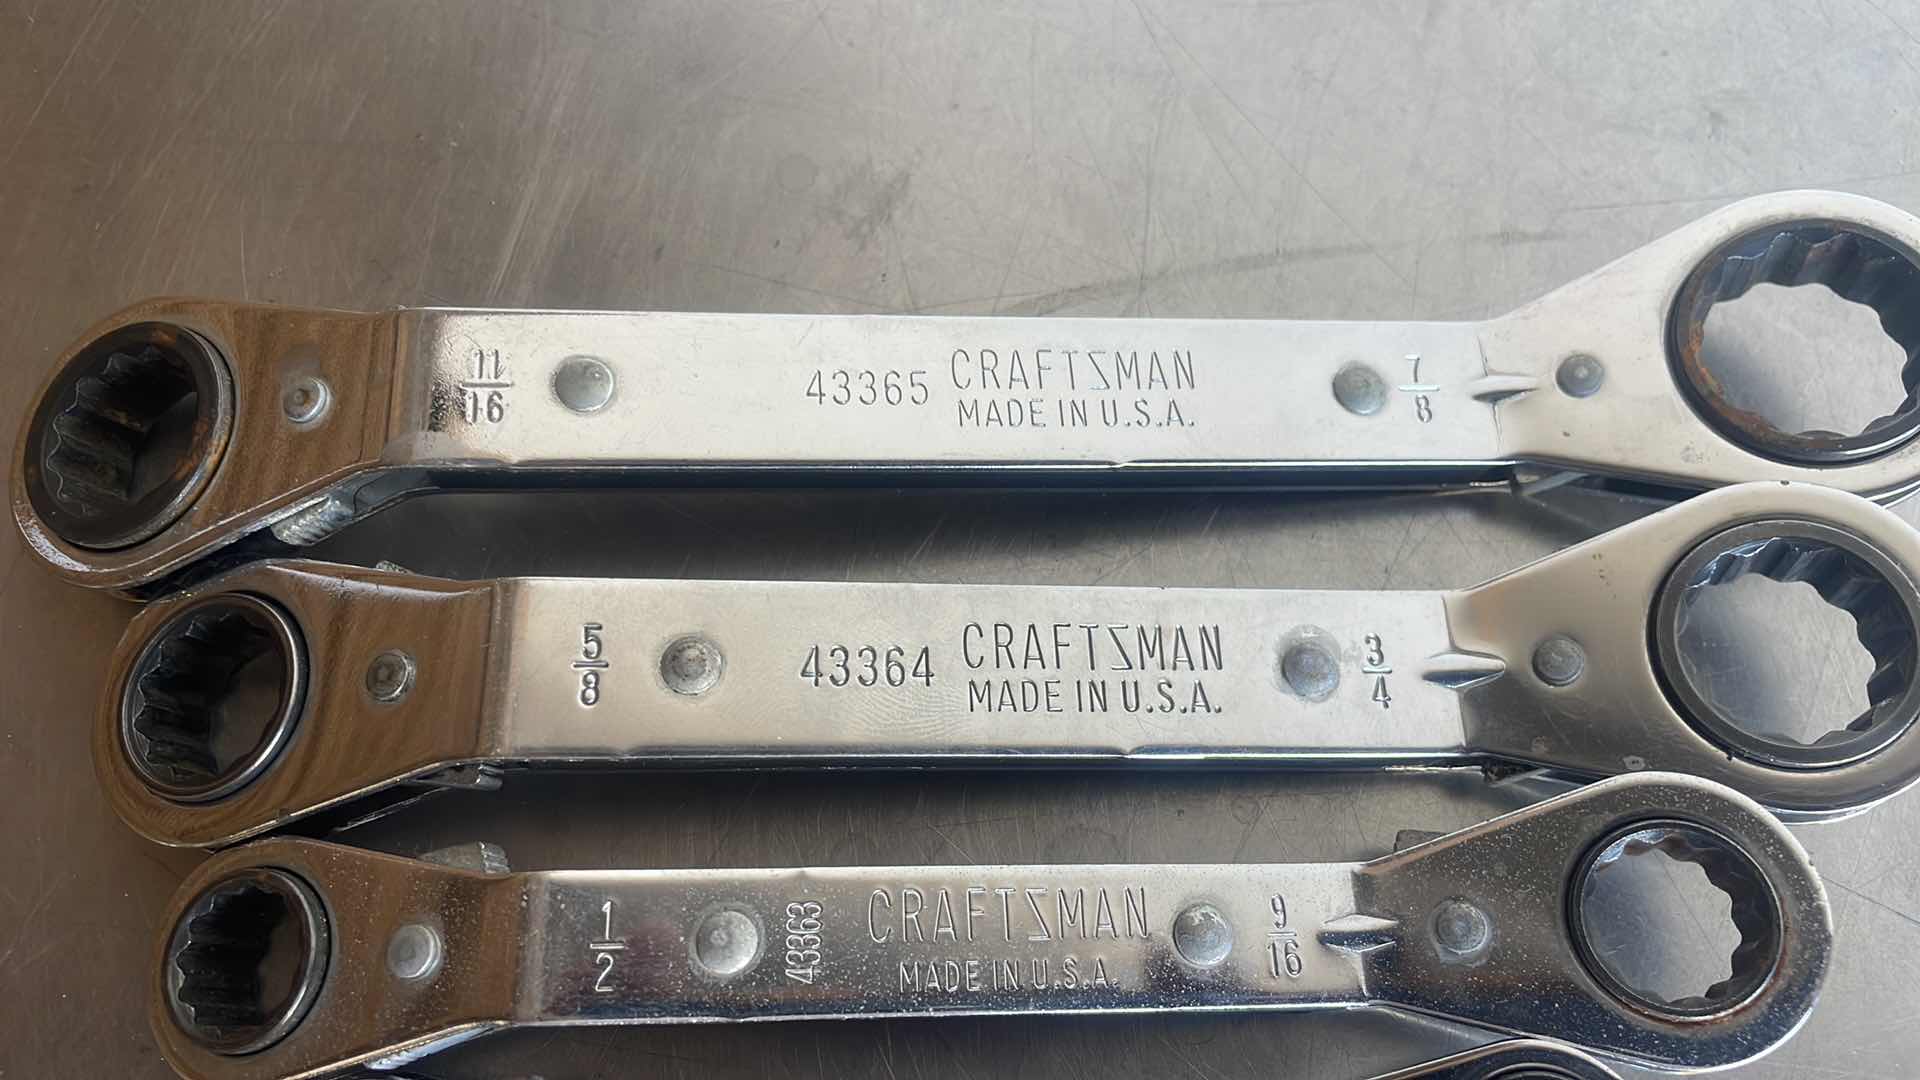 11/16 43365 CRAFTSMAN 7/8
MADE IN U.S.A.
5/8 43364 CRAFTSMAN 3/4
MADE IN U.S.A.
1/2 43363 CRAFTSMAN 9/16
MADE IN U.S.A.